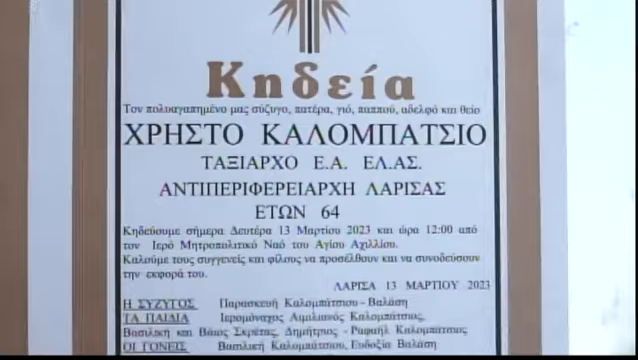 Κηδεία
Τον πολυαγαπημένο μας σύζυγο, πατέρα, γιό, παππού, αδελφό και θείο
ΧΡΗΣΤΟ ΚΑΛΟΜΠΑΤΣΙΟ
ΤΑΞΙΑΡΧΟ Ε.Α. ΕΛ.ΑΣ.
ΑΝΤΙΠΕΡΙΦΕΡΕΙΑΡΧΗ ΛΑΡΙΣΑΣ
ΕΤΩΝ 64
Κηδεύουμε σήμερα Δευτέρα 13 Μαρτίου 2023 και ώρα 12:00 από
τον Ιερό Μητροπολιτικό Ναό του Αγίου Αχιλλίου.
Καλούμε τους συγγενείς και φίλους να προσέλθουν και να συνοδεύσουν
την εκφορά του.
ΛΑΡΙΣΑ 13 ΜΑΡΤΙΟΥ 2023
Η ΣΥΖΥΓΟΣ Παρασκευή Καλομπάτσιου - Βαλάση
ΤΑ ΠΑΙΔΙΑ Ιερομόναχος Αιμιλιανός Καλομπάτσιος,
Βασιλική και Βάιος Σκρέτας, Δημήτριος - Ραφαήλ Καλομπάτσιος
ΟΙ ΓΟΝΕΙΣ Βασιλική Καλομπάτσιου, Ευδοξία Βαλάση